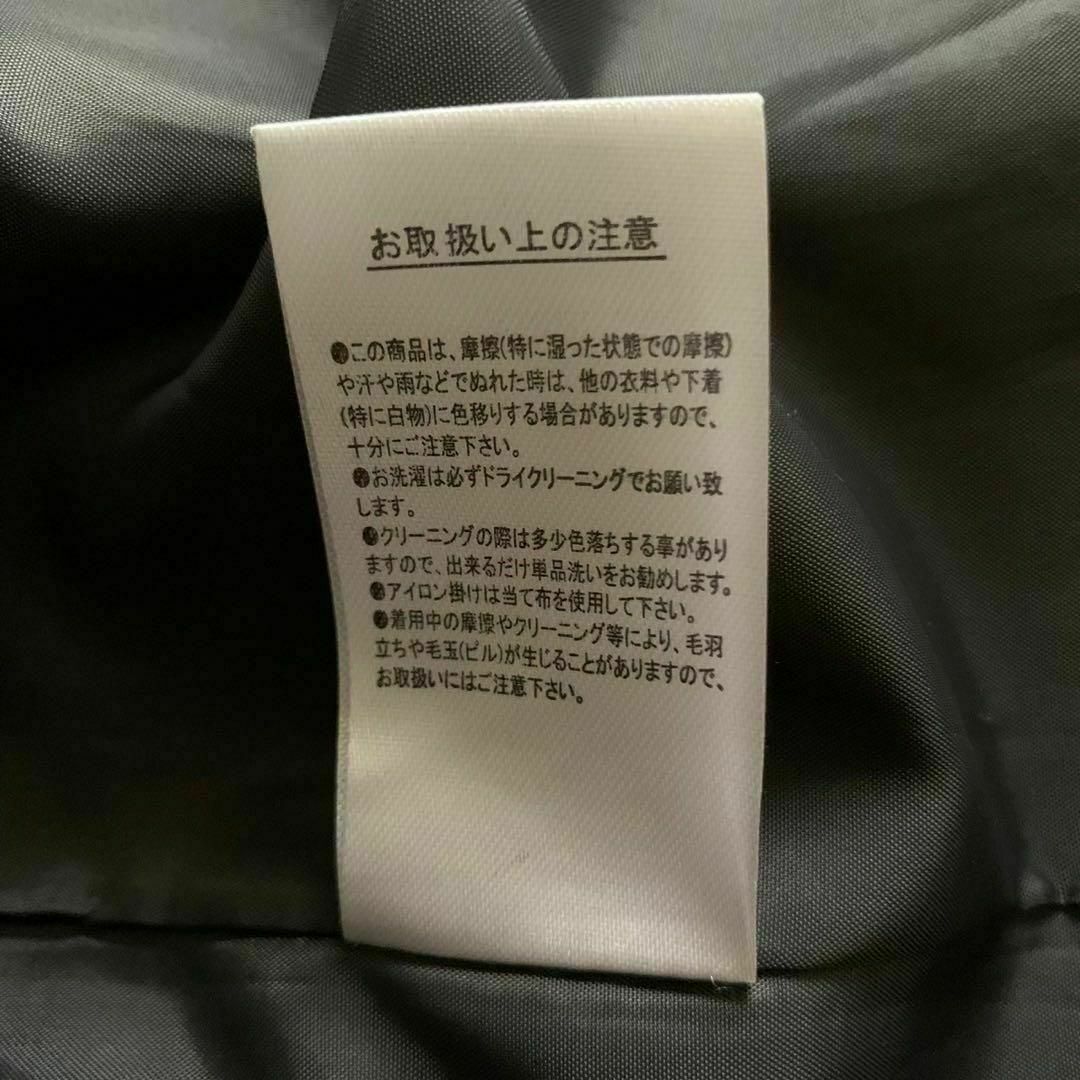 お取扱い上の注意
●この商品は、摩擦(特に湿った状態での摩擦)
や汗や雨などでぬれた時は、他の衣料や下着
(特に白物)に色移りする場合がありますので、
十分にご注意下さい。
●お洗濯は必ずドライクリーニングでお願い致
します。
●クリーニングの際は多少色落ちする事があり
ますので、出来るだけ単品洗いをお勧めします。
●アイロン掛けは当て布を使用して下さい。
●着用中の摩擦やクリーニング等により、毛羽
立ちや毛玉(ピル)が生じることがありますので、
お取扱いにはご注意下さい。